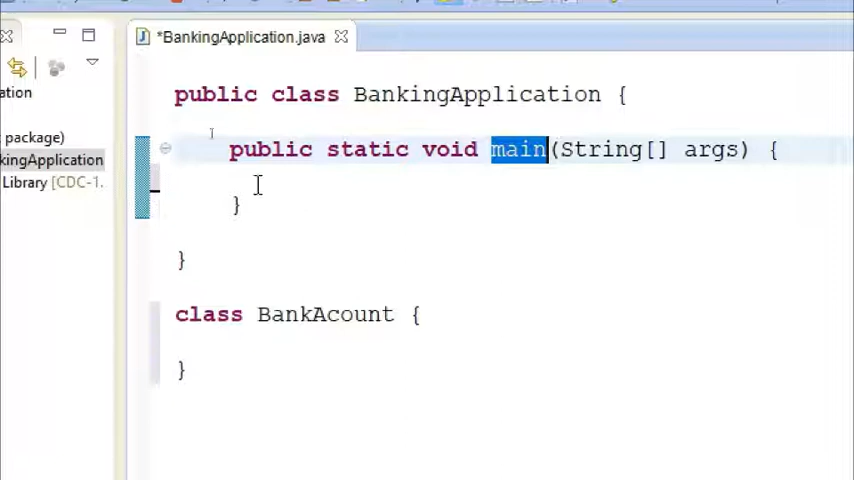 *BankingApplication.java
ation
public class BankingApplication {
t package)
public static void main(String[] args) {
kingApplication
Library [CDC-1.
}
}
class BankAcount {
}